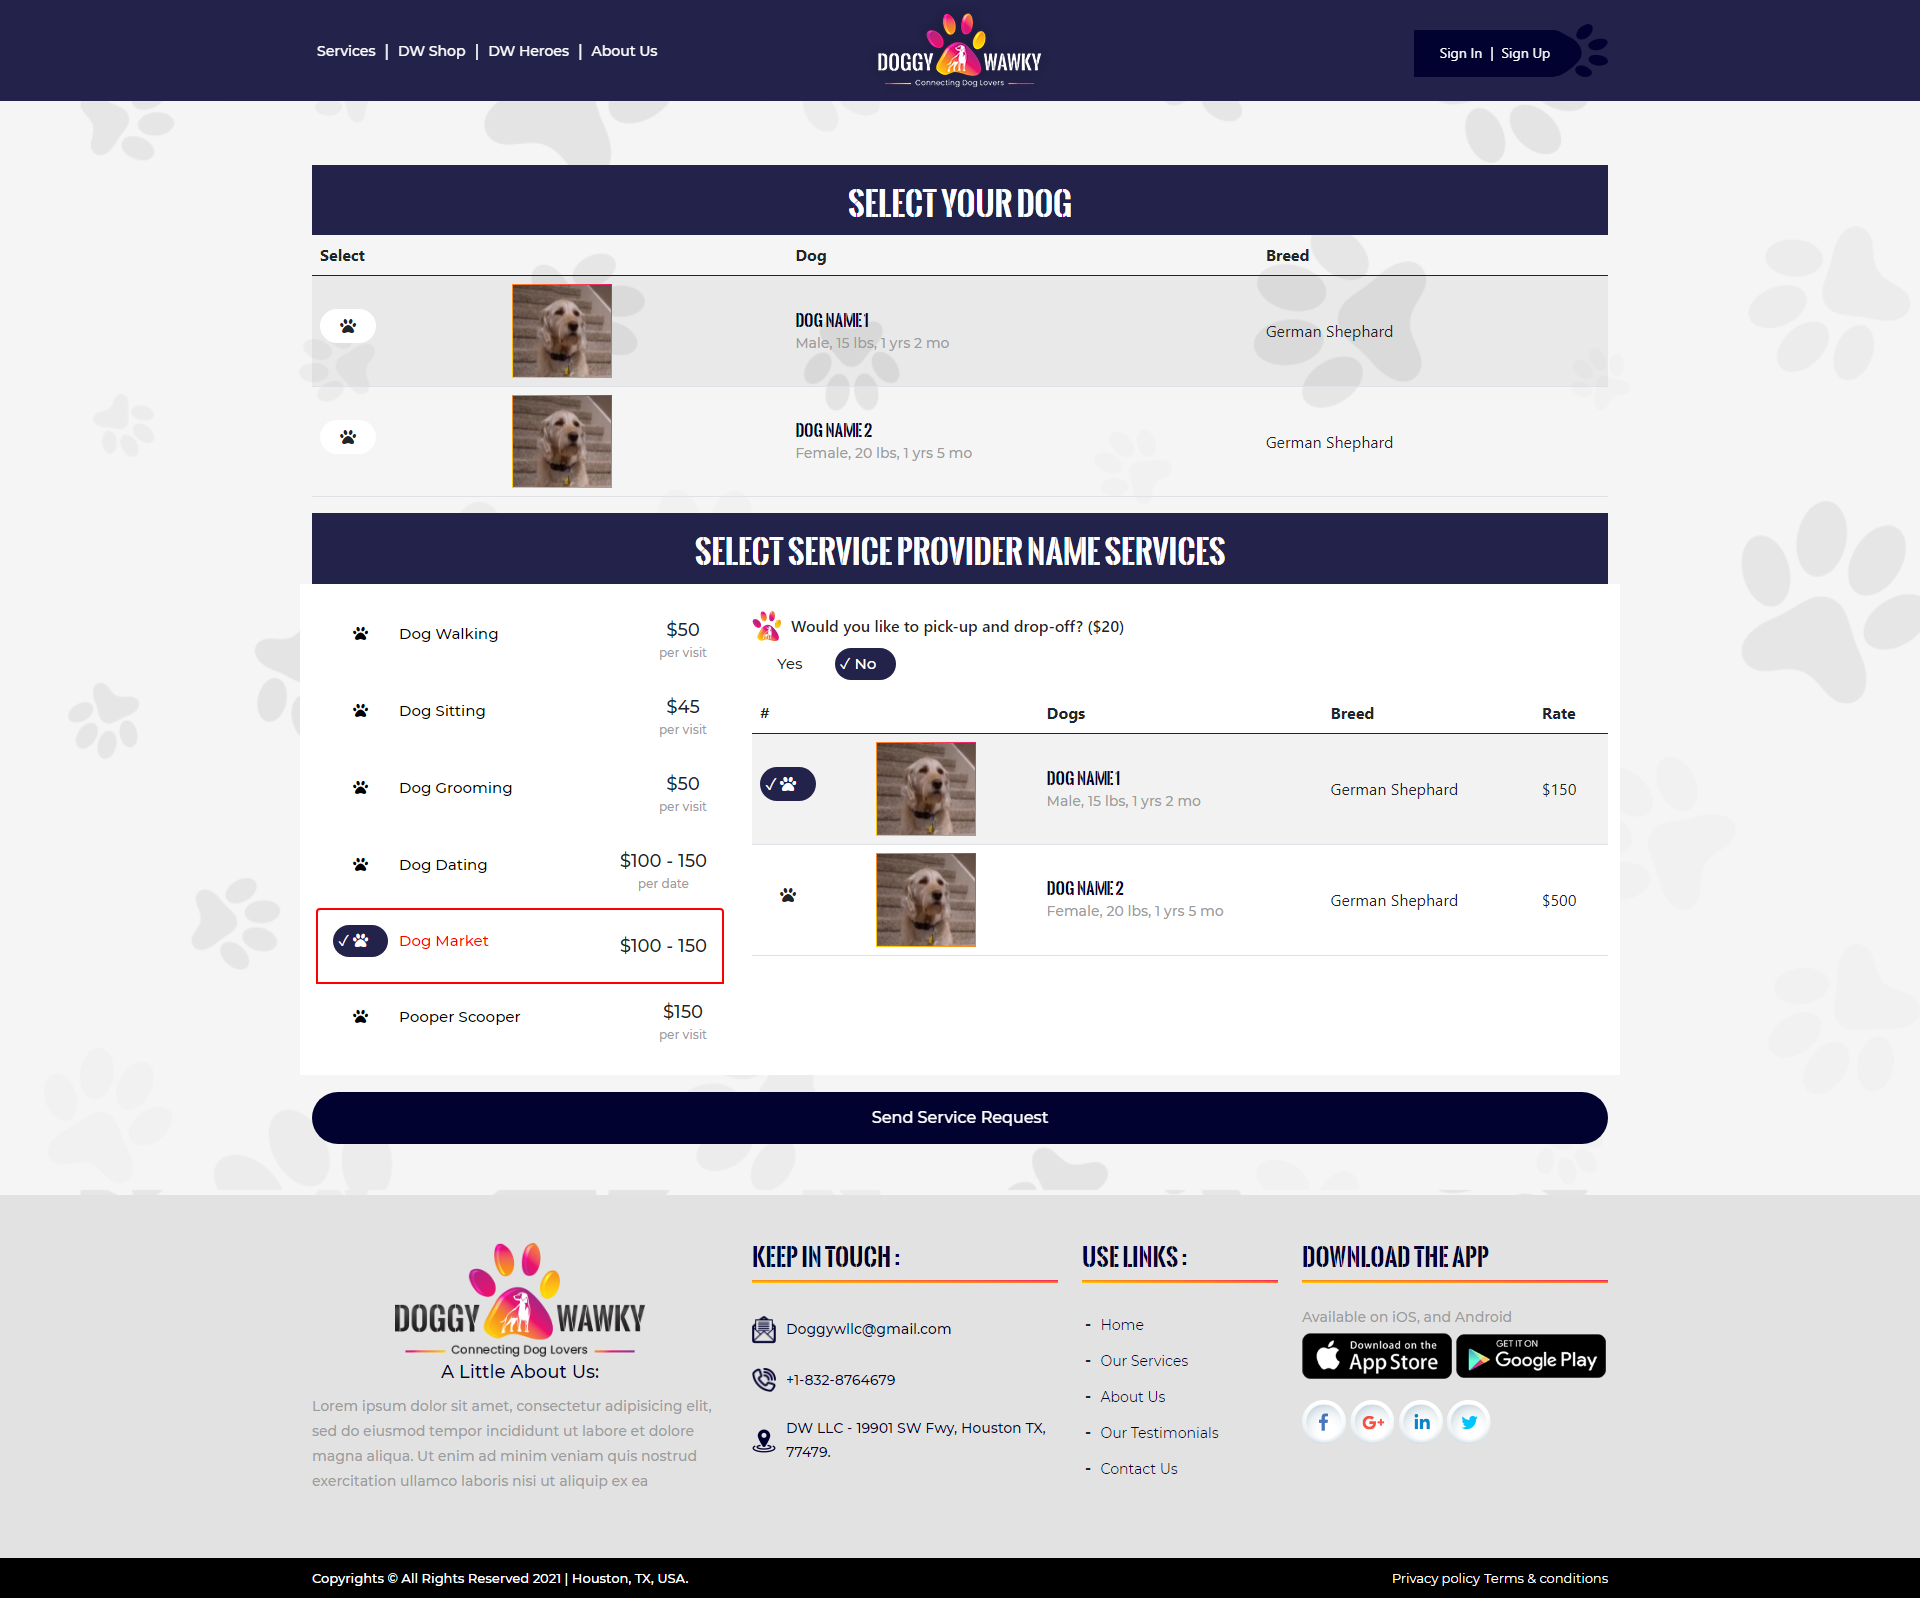 Services | DW Shop | DW Heroes | About Us
DOGGY WAWKY
Connecting Dog Lovers
Sign In | Sign Up
SELECT YOUR DOG
Select Dog Breed
DOG NAME 1
Male, 15 lbs, 1 yrs 2 mo
German Shephard
DOG NAME 2
Female, 20 lbs, 1 yrs 5 mo
German Shephard
SELECT SERVICE PROVIDER NAME SERVICES
Dog Walking $50
per visit
Dog Sitting $45
per visit
Dog Grooming $50
per visit
Dog Dating $100 - 150
per date
Dog Market $100 - 150
Pooper Scooper $150
per visit
Would you like to pick-up and drop-off? ($20)
Yes ✓ No
# Dogs Breed Rate
✓
DOG NAME 1
Male, 15 lbs, 1 yrs 2 mo
German Shephard $150
DOG NAME 2
Female, 20 lbs, 1 yrs 5 mo
German Shephard $500
Send Service Request
DOGGY WAWKY
Connecting Dog Lovers
A Little About Us:
Lorem ipsum dolor sit amet, consectetur adipisicing elit,
sed do eiusmod tempor incididunt ut labore et dolore
magna aliqua. Ut enim ad minim veniam quis nostrud
exercitation ullamco laboris nisi ut aliquip ex ea
KEEP IN TOUCH :
Doggywllc@gmail.com
+1-832-8764679
DW LLC - 19901 SW Fwy, Houston TX,
77479.
USE LINKS :
- Home
- Our Services
- About Us
- Our Testimonials
- Contact Us
DOWNLOAD THE APP
Available on iOS, and Android
Download on the
App Store
GET IT ON
Google Play
f G+ in
Copyrights © All Rights Reserved 2021 | Houston, TX, USA.
Privacy policy Terms & conditions